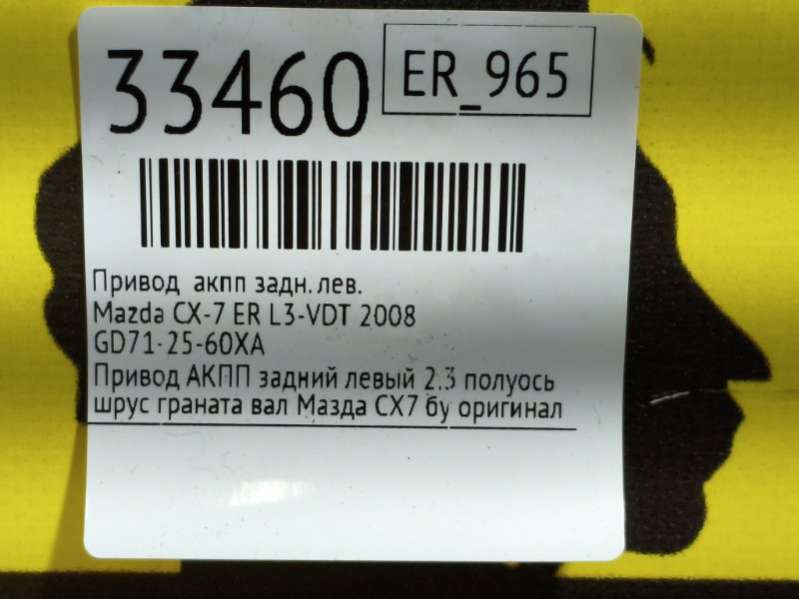 33460
ER_965
Привод акпп задн. лев.
Mazda CX-7 ER L3-VDT 2008
GD71-25-60XA
Привод АКПП задний левый 2.3 полуось
шрус граната вал Мазда СХ7 бу оригинал